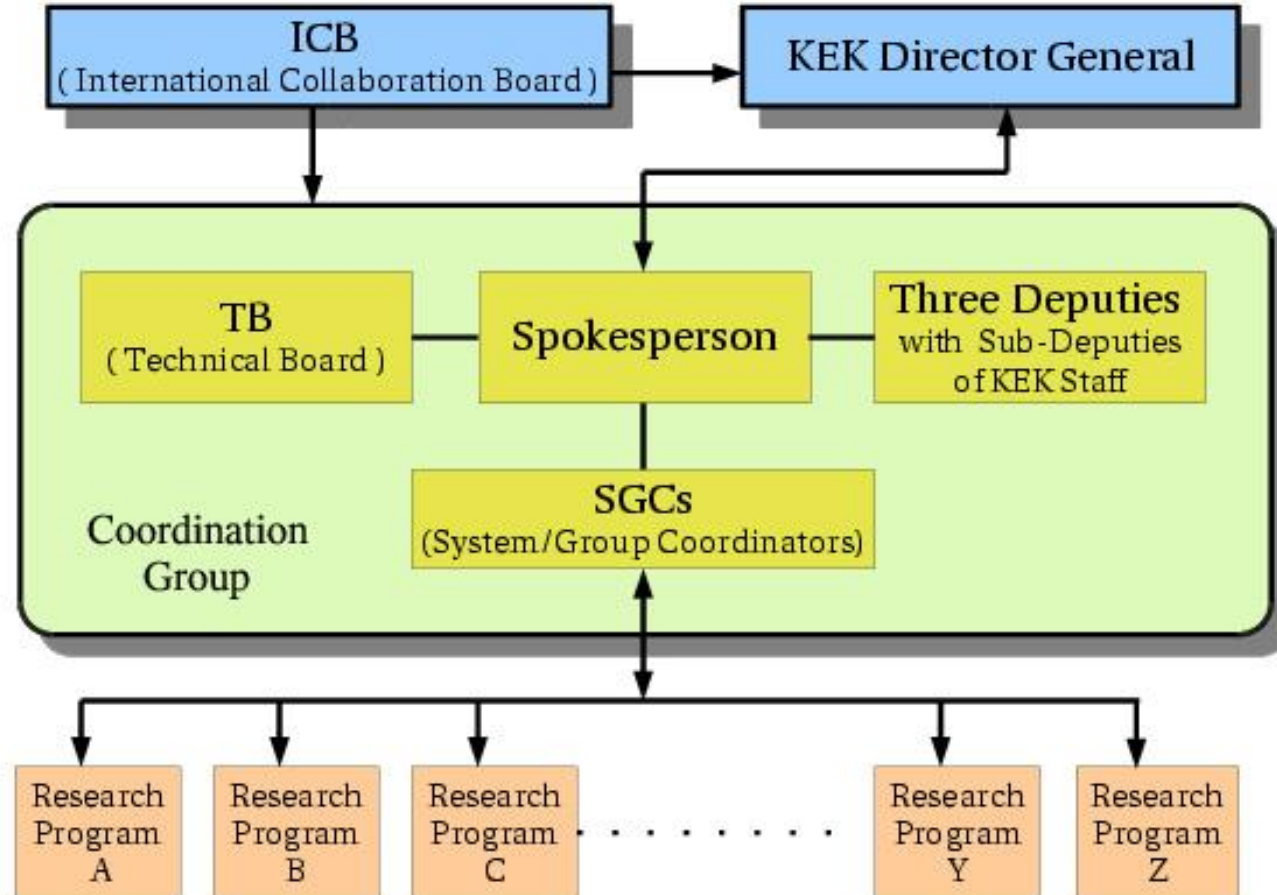 ICB
( International Collaboration Board )
KEK Director General
TB
( Technical Board )
Spokesperson
Three Deputies
with Sub-Deputies
of KEK Staff
SGCs
(System/Group Coordinators)
Coordination
Group
Research
Program
A
Research
Program
B
Research
Program
C
. . . . . . . . .
Research
Program
Y
Research
Program
Z